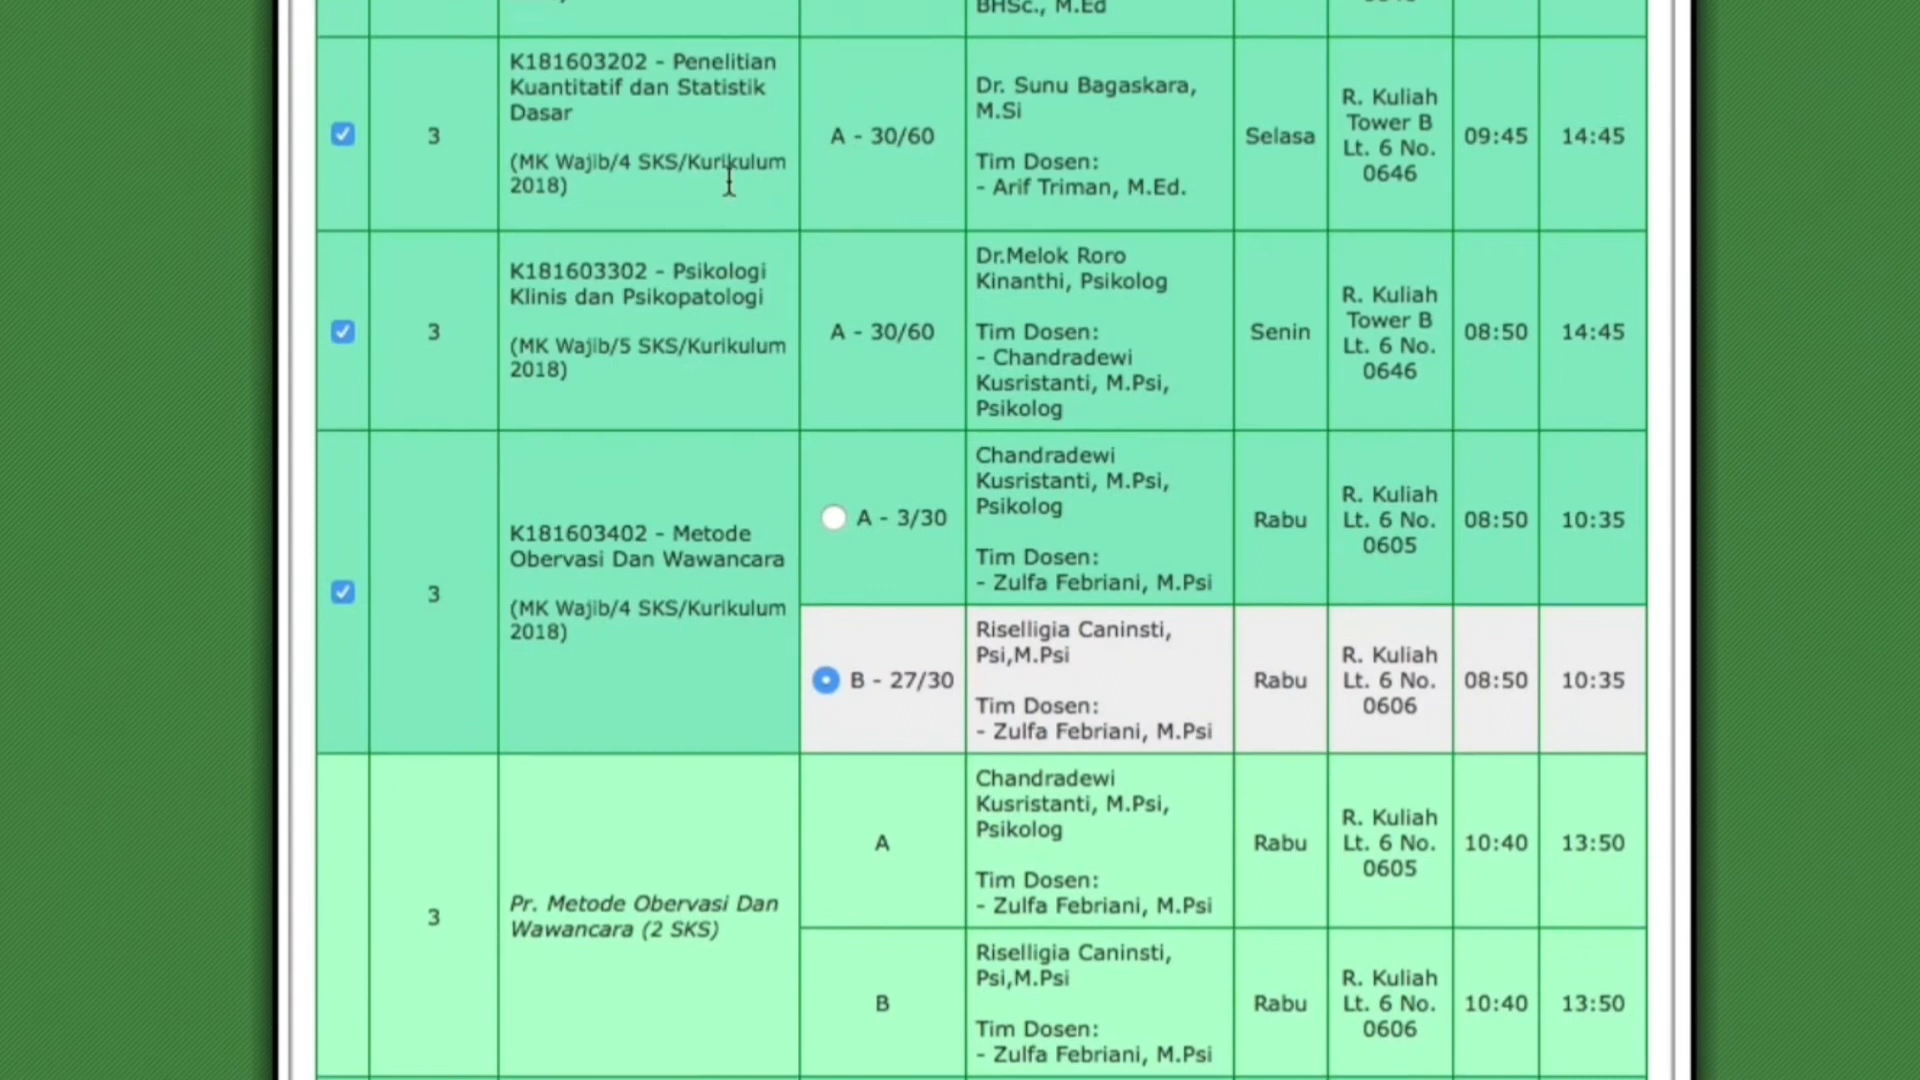 BHSc., M.Ed
K181603202 - Penelitian
Kuantitatif dan Statistik
Dasar
(MK Wajib/4 SKS/Kurikulum
2018)
3
A - 30/60
Dr. Sunu Bagaskara,
M.Si
Tim Dosen:
- Arif Triman, M.Ed.
Selasa
R. Kuliah
Tower B
Lt. 6 No.
0646
09:45
14:45
3
K181603302 - Psikologi
Klinis dan Psikopatologi
(MK Wajib/5 SKS/Kurikulum
2018)
A - 30/60
Dr.Melok Roro
Kinanthi, Psikolog
Tim Dosen:
- Chandradewi
Kusristanti, M.Psi,
Psikolog
Senin
R. Kuliah
Tower B
Lt. 6 No.
0646
08:50
14:45
3
K181603402 - Metode
Obervasi Dan Wawancara
(MK Wajib/4 SKS/Kurikulum
2018)
A - 3/30
Chandradewi
Kusristanti, M.Psi,
Psikolog
Tim Dosen:
- Zulfa Febriani, M.Psi
Rabu
R. Kuliah
Lt. 6 No.
0605
08:50
10:35
B - 27/30
Riselligia Caninsti,
Psi,M.Psi
Tim Dosen:
- Zulfa Febriani, M.Psi
Rabu
R. Kuliah
Lt. 6 No.
0606
08:50
10:35
3
Pr. Metode Obervasi Dan
Wawancara (2 SKS)
A
Chandradewi
Kusristanti, M.Psi,
Psikolog
Tim Dosen:
- Zulfa Febriani, M.Psi
Rabu
R. Kuliah
Lt. 6 No.
0605
10:40
13:50
B
Riselligia Caninsti,
Psi,M.Psi
Tim Dosen:
- Zulfa Febriani, M.Psi
Rabu
R. Kuliah
Lt. 6 No.
0606
10:40
13:50